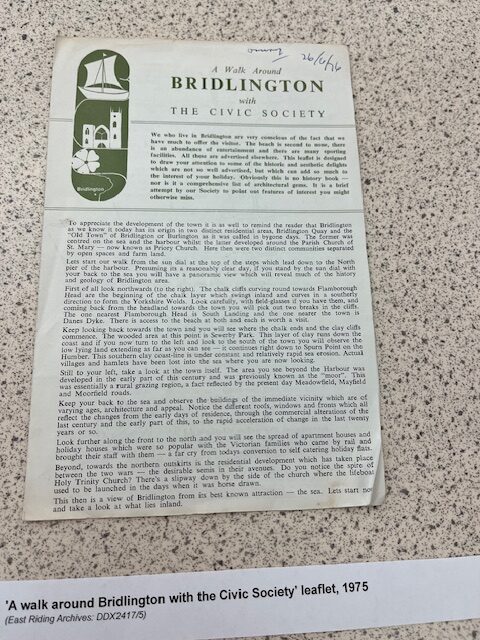 26/6/76
A Walk Around
BRIDLINGTON
with
THE CIVIC SOCIETY
Bridlington
We who live in Bridlington are very conscious of the fact that we
have much to offer the visitor. The beach is second to none, there
is an abundance of entertainment and there are many sporting
facilities. All these are advertised elsewhere. This leaflet is designed
to draw your attention to some of the historic and aesthetic delights
which are not so well advertised, but which can add so much to
the interest of your holiday. Obviously this is no history book —
nor is it a comprehensive list of architectural gems. It is a brief
attempt by our Society to point out features of interest you might
otherwise miss.
To appreciate the development of the town it is as well to remind the reader that Bridlington
as we know it today has its origin in two distinct residential areas, Bridlington Quay and the
"Old Town" of Bridlington or Burlington as it was called in bygone days. The former was
centred on the sea and the harbour whilst the latter developed around the Parish Church of
St. Mary — now known as Priory Church. Here then were two distinct communities separated
by open spaces and farm land.
Lets start our walk from the sun dial at the top of the steps which lead down to the North
pier of the harbour. Presuming its a reasonably clear day, if you stand by the sun dial with
your back to the sea you will have a panoramic view which will reveal much of the history
and geology of Bridlington area.
First of all look northwards (to the right). The chalk cliffs curving round towards Flamborough
Head are the beginning of the chalk layer which swings inland and curves in a southerly
direction to form the Yorkshire Wolds. Look carefully, with field-glasses if you have them, and
coming back from the headland towards the town you will pick out two breaks in the cliffs.
The one nearest Flamborough Head is South Landing and the one nearer the town is
Danes Dyke. There is access to the beach at both and each is worth a visit.
Keep looking back towards the town and you will see where the chalk ends and the clay cliffs
commence. The wooded area at this point is Sewerby Park. This layer of clay runs down the
coast and if you now turn to the left and look to the south of town you will observe the
low lying land extending as far as you can see — it continues right down to Spurn Point on the
Humber. This southern clay coast-line is under constant and relatively rapid sea erosion. Actual
villages and hamlets have been lost into the sea where you are now looking.
Still to your left, take a look at the town itself. The area you see beyond the Harbour was
developed in the early part of this century and was previously known as the "moor". This
was essentially a rural grazing region, a fact reflected by the present day Meadowfield, Mayfield
and Moorfield roads.
Keep your back to the sea and observe the buildings of the immediate vicinity which are of
varying ages, architecture and appeal. Notice the different roofs, windows and fronts which all
reflect the changes from the early days of residence, through the commercial alterations of the
last century and the early part of this, to the rapid acceleration of change in the last twenty
years or so.
Look further along the front to the north and you will see the spread of apartment houses and
holiday houses which were so popular with the Victorian families who came by rail and
brought their staff with them — a far cry from todays conversion to self catering holiday flats.
Beyond, towards the northern outskirts is the residential development which has taken place
between the two wars — the desirable semis in their avenues. Do you notice the spire of
Holy Trinity Church? There's a slipway down by the side of the church where the lifeboat
used to be launched in the days when it was horse drawn.
This then is a view of Bridlington from its best known attraction — the sea. Lets start now
and take a look at what lies inland.
'A walk around Bridlington with the Civic Society' leaflet, 1975
(East Riding Archives: DDX2417/5)